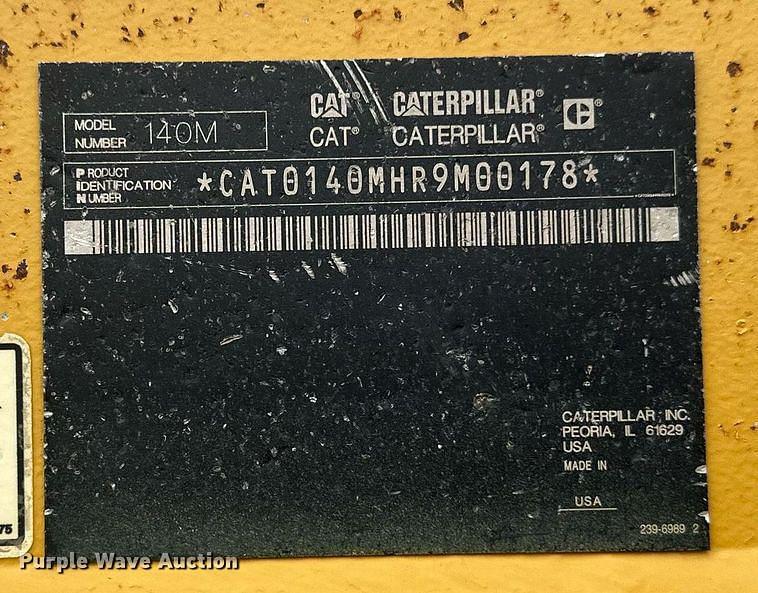 CAT® CATERPILLAR®
CAT® CATERPILLAR®
MODEL
NUMBER 140M
PRODUCT
IDENTIFICATION
NUMBER
*CAT0140MHR9M00178*
CATERPILLAR INC.
PEORIA, IL 61629
USA
MADE IN
USA
239-6989 2
75
Purple Wave Auction